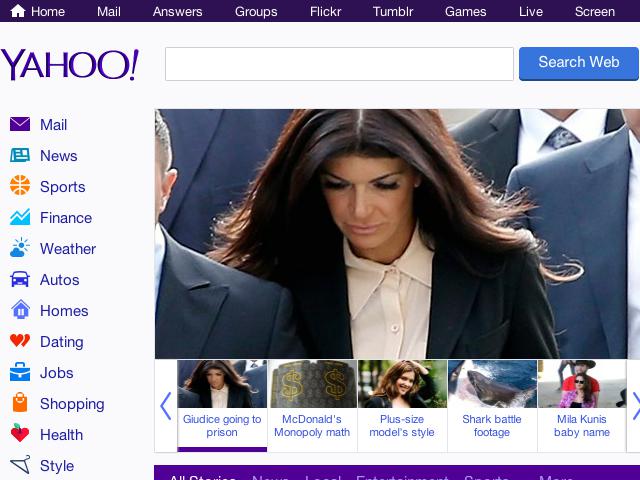 Home Mail Answers Groups Flickr Tumblr Games Live Screen
YAHOO!
Search Web
Mail
News
Sports
Finance
Weather
Autos
Homes
Dating
Jobs
Shopping
Health
Style
Giudice going to
prison
McDonald's
Monopoly math
Plus-size
model's style
Shark battle
footage
Mila Kunis
baby name
All Stories News Local Entertainment Sports More